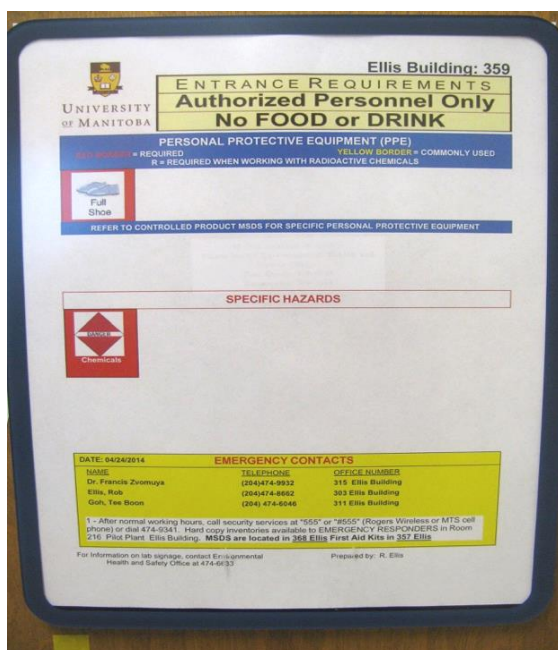 Ellis Building: 359
UNIVERSITY
OF MANITOBA
ENTRANCE REQUIREMENTS
Authorized Personnel Only
No FOOD or DRINK
PERSONAL PROTECTIVE EQUIPMENT (PPE)
RED BORDER = REQUIRED YELLOW BORDER = COMMONLY USED
R = REQUIRED WHEN WORKING WITH RADIOACTIVE CHEMICALS
Full
Shoe
REFER TO CONTROLLED PRODUCT MSDS FOR SPECIFIC PERSONAL PROTECTIVE EQUIPMENT
SPECIFIC HAZARDS
DANGER
Chemicals
DATE: 04/24/2014 EMERGENCY CONTACTS
NAME TELEPHONE OFFICE NUMBER
Dr. Francis Zvomuya (204)474-9932 315 Ellis Building
Ellis, Rob (204)474-8662 303 Ellis Building
Goh, Tee Boon (204) 474-6046 311 Ellis Building
1 - After normal working hours, call security services at "555" or "#555" (Rogers Wireless or MTS cell
phone) or dial 474-9341. Hard copy inventories available to EMERGENCY RESPONDERS in Room
216 Pilot Plant Ellis Building. MSDS are located in 368 Ellis First Aid Kits in 357 Ellis
For Information on lab signage, contact Environmental Prepared by: R. Ellis
Health and Safety Office at 474-6633